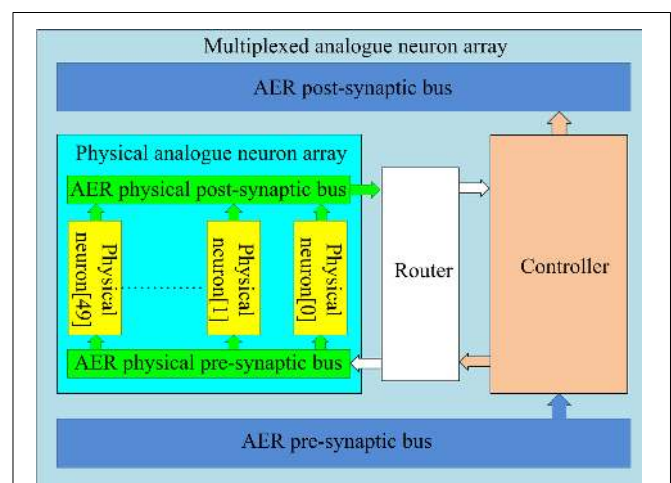 Multiplexed analogue neuron array
AER post-synaptic bus
Physical analogue neuron array
AER physical post-synaptic bus
Physical
neuron[49]
Physical
neuron[1]
Physical
neuron[0]
Router
Controller
AER physical pre-synaptic bus
AER pre-synaptic bus